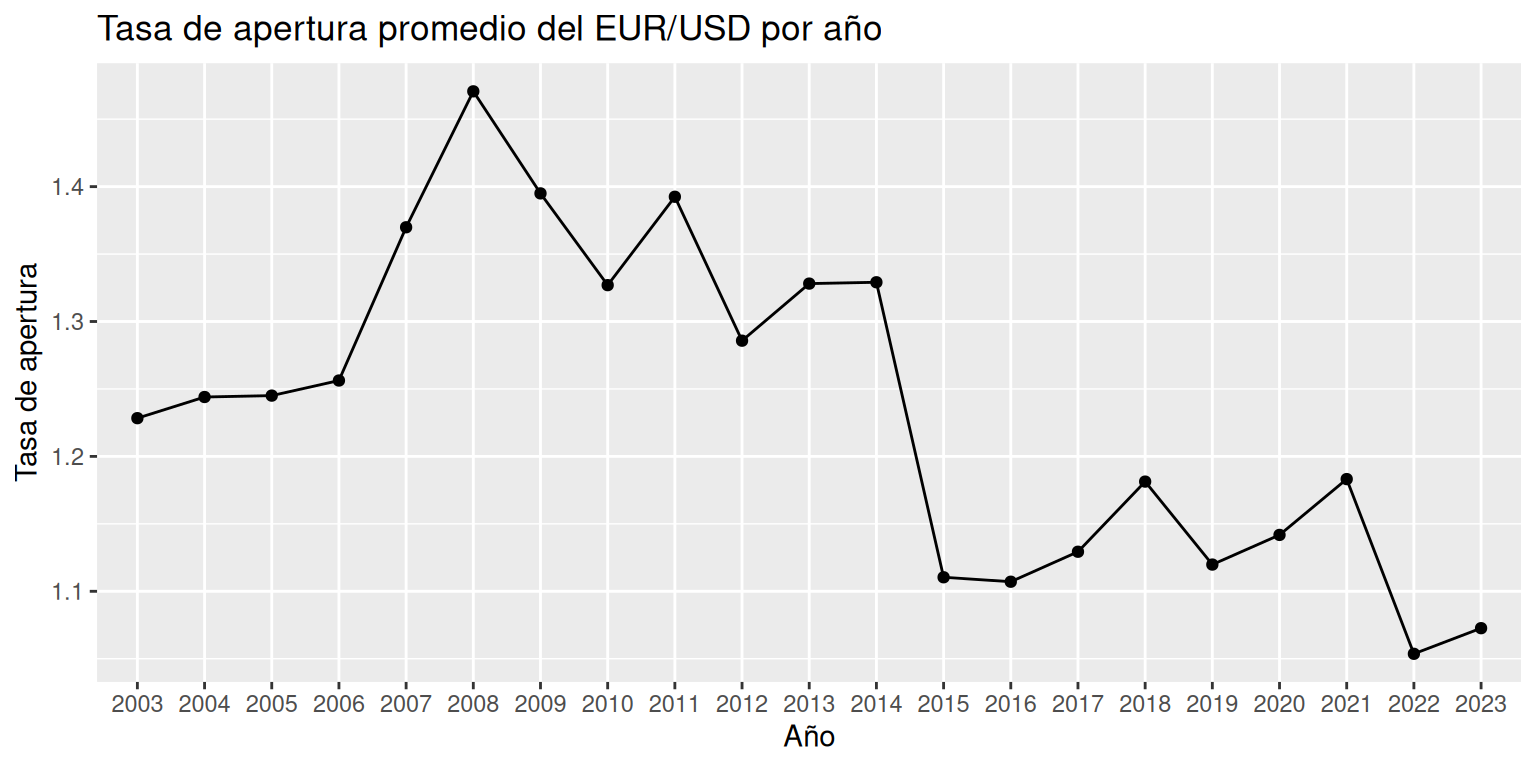 Tasa de apertura promedio del EUR/USD por año
Tasa de apertura
1.4
1.3
1.2
1.1
2003 2004 2005 2006 2007 2008 2009 2010 2011 2012 2013 2014 2015 2016 2017 2018 2019 2020 2021 2022 2023
Año